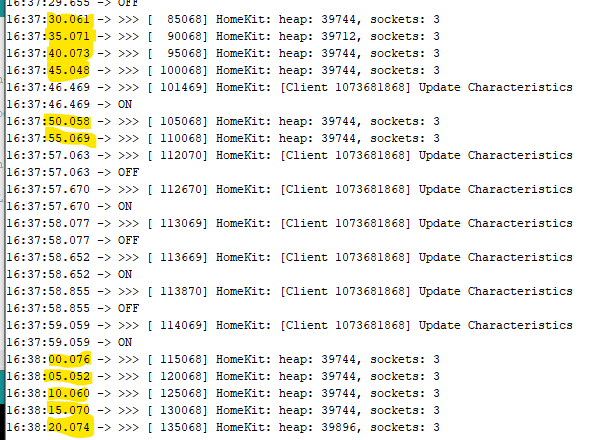 16:37:29.655 -> OFF
16:37:30.061 -> >>> [  85068] HomeKit: heap: 39744, sockets: 3
16:37:35.071 -> >>> [  90068] HomeKit: heap: 39712, sockets: 3
16:37:40.073 -> >>> [  95068] HomeKit: heap: 39744, sockets: 3
16:37:45.048 -> >>> [ 100068] HomeKit: heap: 39744, sockets: 3
16:37:46.469 -> >>> [ 101469] HomeKit: [Client 1073681868] Update Characteristics
16:37:46.469 -> ON
16:37:50.058 -> >>> [ 105068] HomeKit: heap: 39744, sockets: 3
16:37:55.069 -> >>> [ 110068] HomeKit: heap: 39744, sockets: 3
16:37:57.063 -> >>> [ 112070] HomeKit: [Client 1073681868] Update Characteristics
16:37:57.063 -> OFF
16:37:57.670 -> >>> [ 112670] HomeKit: [Client 1073681868] Update Characteristics
16:37:57.670 -> ON
16:37:58.077 -> >>> [ 113069] HomeKit: [Client 1073681868] Update Characteristics
16:37:58.077 -> OFF
16:37:58.652 -> >>> [ 113669] HomeKit: [Client 1073681868] Update Characteristics
16:37:58.652 -> ON
16:37:58.855 -> >>> [ 113870] HomeKit: [Client 1073681868] Update Characteristics
16:37:58.855 -> OFF
16:37:59.059 -> >>> [ 114069] HomeKit: [Client 1073681868] Update Characteristics
16:37:59.059 -> ON
16:38:00.076 -> >>> [ 115068] HomeKit: heap: 39744, sockets: 3
16:38:05.052 -> >>> [ 120068] HomeKit: heap: 39744, sockets: 3
16:38:10.060 -> >>> [ 125068] HomeKit: heap: 39744, sockets: 3
16:38:15.070 -> >>> [ 130068] HomeKit: heap: 39744, sockets: 3
16:38:20.074 -> >>> [ 135068] HomeKit: heap: 39896, sockets: 3